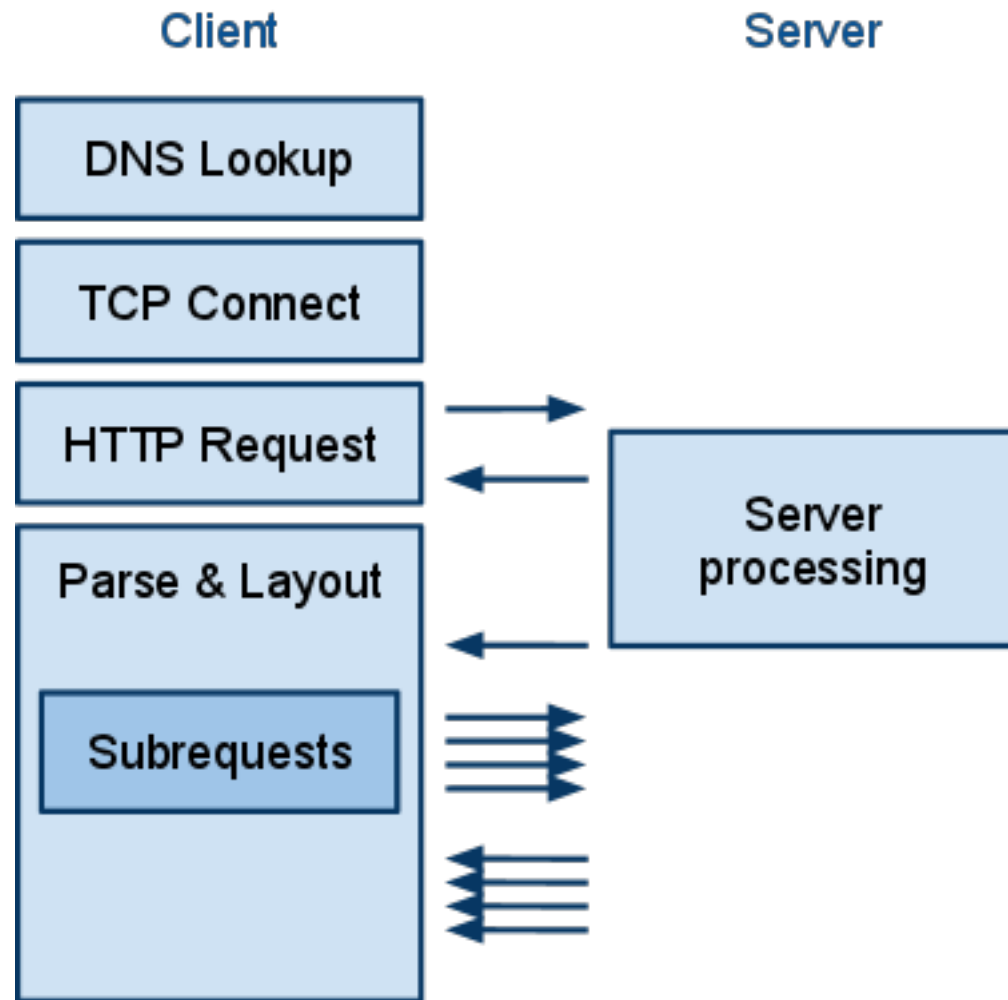 Client
Server
DNS Lookup
TCP Connect
HTTP Request
Server
processing
Parse & Layout
Subrequests